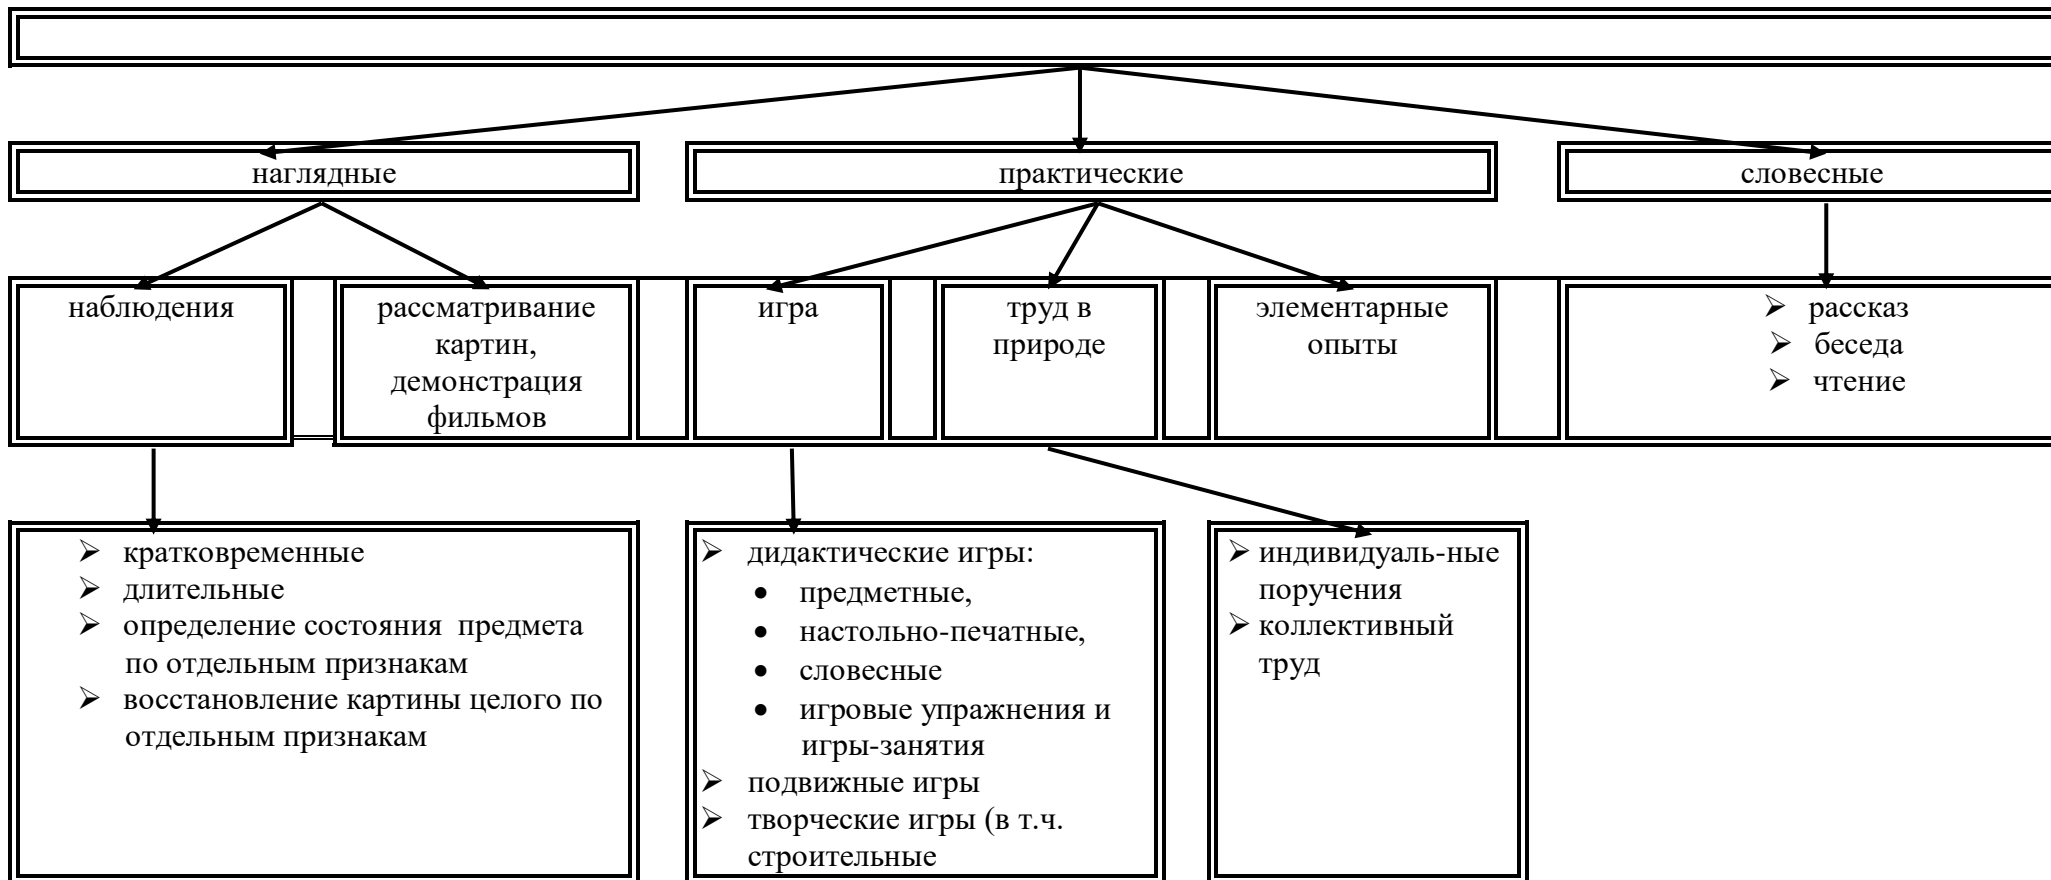 наглядные
практические
словесные
наблюдения
рассматривание
картин,
демонстрация
фильмов
игра
труд в
природе
элементарные
опыты
➢ рассказ
➢ беседа
➢ чтение
➢ кратковременные
➢ длительные
➢ определение состояния  предмета
по отдельным признакам
➢ восстановление картины целого по
отдельным признакам
➢ дидактические игры:
• предметные,
• настольно-печатные,
• словесные
• игровые упражнения и
игры-занятия
➢ подвижные игры
➢ творческие игры (в т.ч.
строительные
➢ индивидуаль-ные
поручения
➢ коллективный
труд